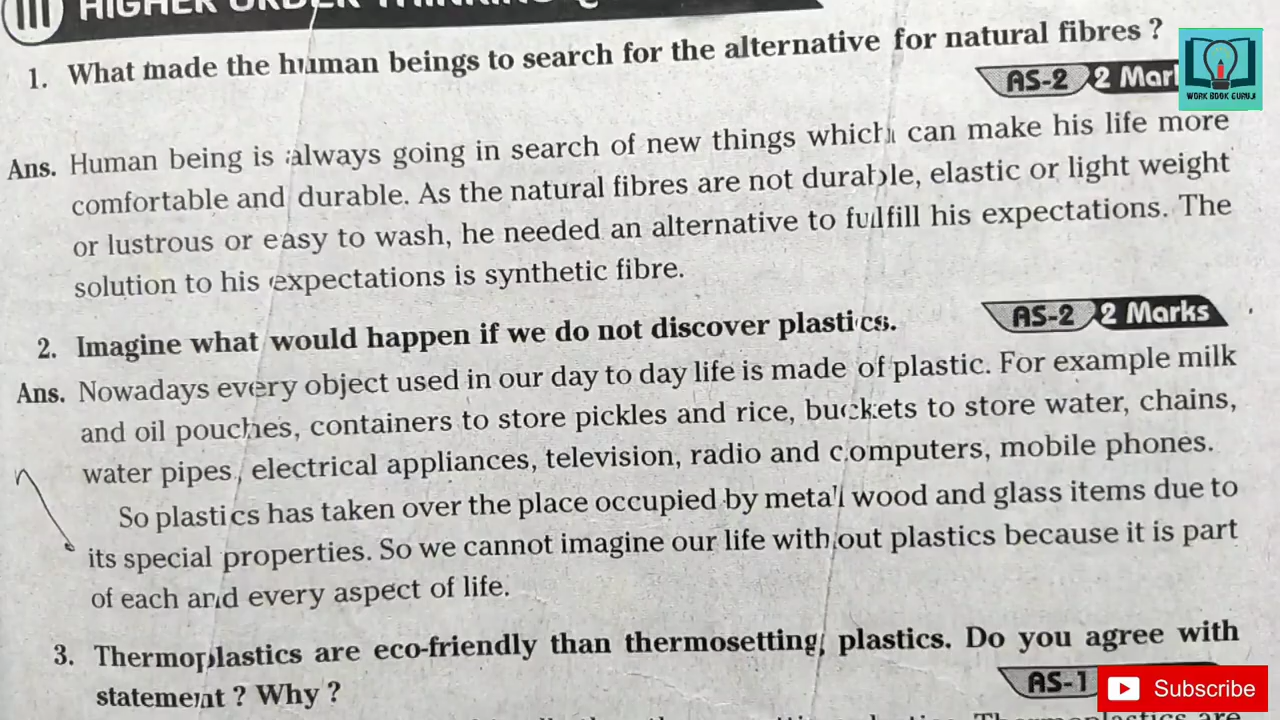 III HIGHER ORDER THINKING
1. What made the human beings to search for the alternative for natural fibres ?
AS-2 2 Mar
WORK BOOK GURUJI
Ans. Human being is always going in search of new things which can make his life more
comfortable and durable. As the natural fibres are not durable, elastic or light weight
or lustrous or easy to wash, he needed an alternative to fulfill his expectations. The
solution to his expectations is synthetic fibre.
AS-2 2 Marks
2. Imagine what would happen if we do not discover plastics.
Ans. Nowadays every object used in our day to day life is made of plastic. For example milk
and oil pouches, containers to store pickles and rice, buckets to store water, chains,
water pipes, electrical appliances, television, radio and computers, mobile phones.
So plastics has taken over the place occupied by metal wood and glass items due to
its special properties. So we cannot imagine our life without plastics because it is part
of each and every aspect of life.
3. Thermoplastics are eco-friendly than thermosetting plastics. Do you agree with
statement ? Why ?
AS-1
Subscribe